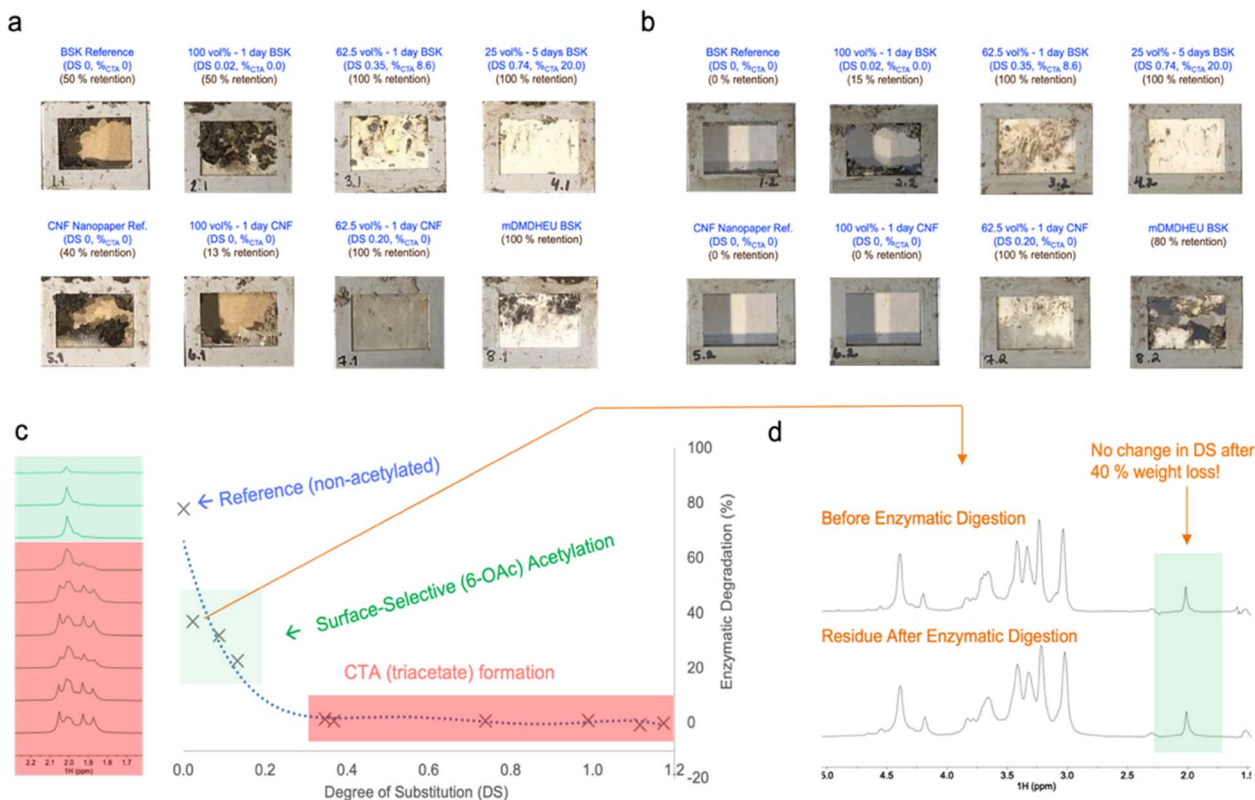 a
BSK Reference
(DS 0, %CTA 0)
(50 % retention)
100 vol% - 1 day BSK
(DS 0.02, %CTA 0.0)
(50 % retention)
62.5 vol% - 1 day BSK
(DS 0.35, %CTA 8.6)
(100 % retention)
25 vol% - 5 days BSK
(DS 0.74, %CTA 20.0)
(100 % retention)
1.1
2.1
3.1
4.1
CNF Nanopaper Ref.
(DS 0, %CTA 0)
(40 % retention)
100 vol% - 1 day CNF
(DS 0, %CTA 0)
(13 % retention)
62.5 vol% - 1 day CNF
(DS 0.20, %CTA 0)
(100 % retention)
mDMDHEU BSK
(100 % retention)
5.1
6.1
7.1
8.1
b
BSK Reference
(DS 0, %CTA 0)
(0 % retention)
100 vol% - 1 day BSK
(DS 0.02, %CTA 0.0)
(15 % retention)
62.5 vol% - 1 day BSK
(DS 0.35, %CTA 8.6)
(100 % retention)
25 vol% - 5 days BSK
(DS 0.74, %CTA 20.0)
(100 % retention)
1.2
2.2
3.2
4.2
CNF Nanopaper Ref.
(DS 0, %CTA 0)
(0 % retention)
100 vol% - 1 day CNF
(DS 0, %CTA 0)
(0 % retention)
62.5 vol% - 1 day CNF
(DS 0.20, %CTA 0)
(100 % retention)
mDMDHEU BSK
(80 % retention)
5.2
6.2
7.2
8.2
c
2.2 2.1 2.0 1.9 1.8 1.7
1H (ppm)
← Reference (non-acetylated)
← Surface-Selective (6-OAc) Acetylation
CTA (triacetate) formation
100
80
60
40
20
0
-20
Enzymatic Degradation (%)
0.0 0.2 0.4 0.6 0.8 1.0 1.2
Degree of Substitution (DS)
d
No change in DS after
40 % weight loss!
Before Enzymatic Digestion
Residue After Enzymatic Digestion
5.0 4.5 4.0 3.5 3.0 2.5 2.0 1.5
1H (ppm)